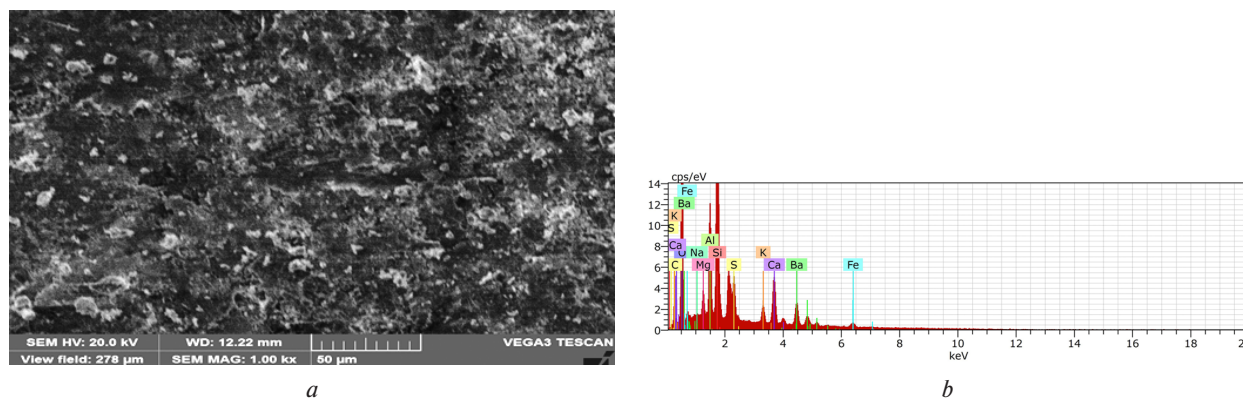 SEM HV: 20.0 kV WD: 12.22 mm VEGA3 TESCAN
View field: 278 µm SEM MAG: 1.00 kx 50 µm
a
cps/eV
14
12
10
8
6
4
2
0
Fe
Ba
K
S
Ca
Na
Al
Mg
Si
C
S
K
Ca
Ba
Fe
2 4 6 8 10 12 14 16 18
keV
b